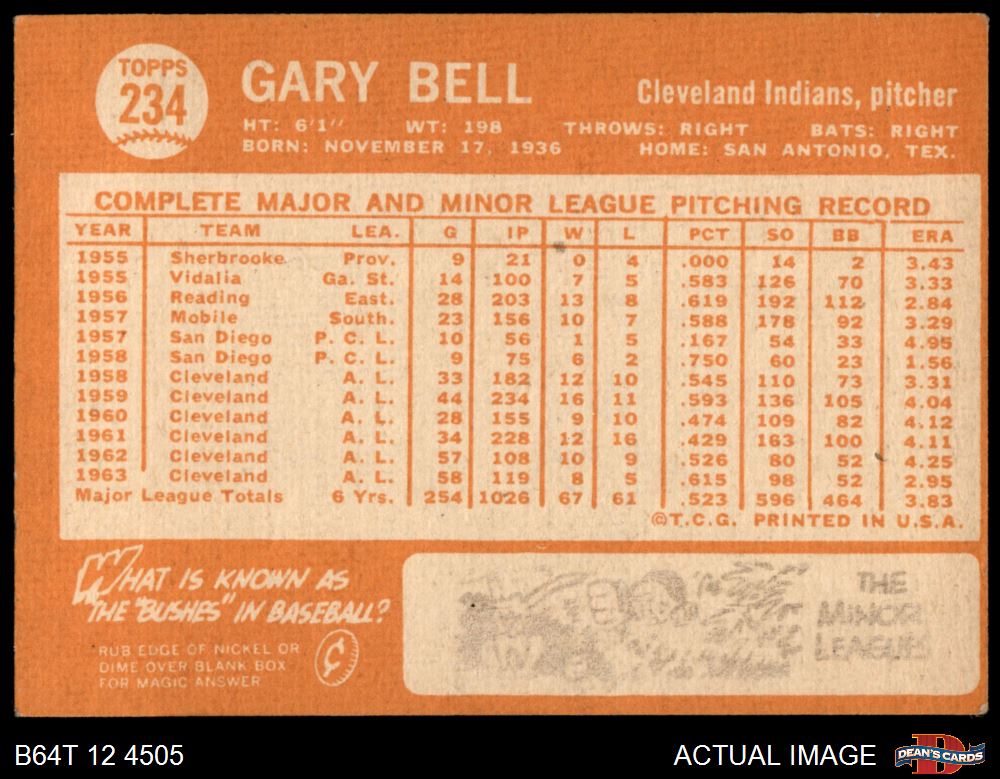 TOPPS
234
GARY BELL
Cleveland Indians, pitcher
HT: 6'1" WT: 198 THROWS: RIGHT BATS: RIGHT
BORN: NOVEMBER 17, 1936 HOME: SAN ANTONIO, TEX.
COMPLETE MAJOR AND MINOR LEAGUE PITCHING RECORD
YEAR TEAM LEA. G IP W L PCT SO BB ERA
1955 Sherbrooke Prov. 9 21 0 4 .000 14 2 3.43
1955 Vidalia Ga. St. 14 100 7 5 .583 126 70 3.33
1956 Reading East. 28 203 13 8 .619 192 112 2.84
1957 Mobile South. 23 156 10 7 .588 178 92 3.29
1957 San Diego P. C. L. 10 56 1 5 .167 54 33 4.95
1958 San Diego P. C. L. 9 75 6 2 .750 60 23 1.56
1958 Cleveland A. L. 33 182 12 10 .545 110 73 3.31
1959 Cleveland A. L. 44 234 16 11 .593 136 105 4.04
1960 Cleveland A. L. 28 155 9 10 .474 109 82 4.12
1961 Cleveland A. L. 34 228 12 16 .429 163 100 4.11
1962 Cleveland A. L. 57 108 10 9 .526 80 52 4.25
1963 Cleveland A. L. 58 119 8 5 .615 98 52 2.95
Major League Totals 6 Yrs. 254 1026 67 61 .523 596 464 3.83
©T.C.G. PRINTED IN U.S.A.
WHAT IS KNOWN AS
THE "BUSHES" IN BASEBALL?
RUB EDGE OF NICKEL OR
DIME OVER BLANK BOX
FOR MAGIC ANSWER
¢
THE
MINOR
LEAGUES
B64T 12 4505
ACTUAL IMAGE
DEAN'S CARDS